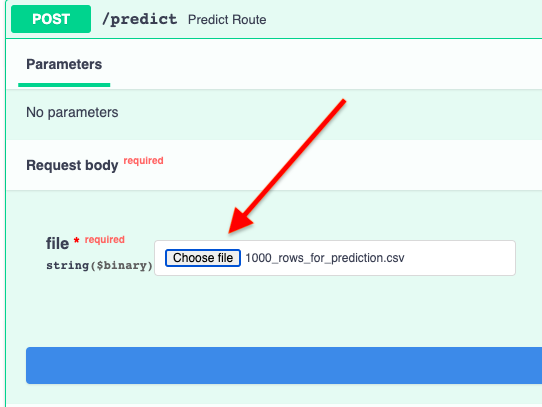 POST /predict Predict Route
Parameters
No parameters
Request body required
file * required
string($binary)
Choose file 1000_rows_for_prediction.csv